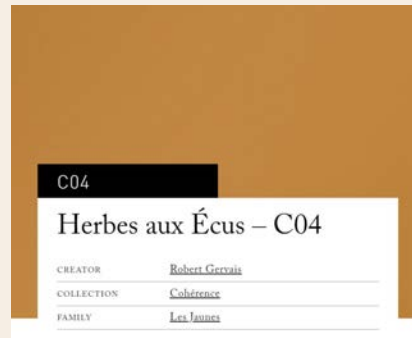 C04
Herbes aux Écus – C04
CREATOR Robert Gervais
COLLECTION Cohérence
FAMILY Les Jaunes